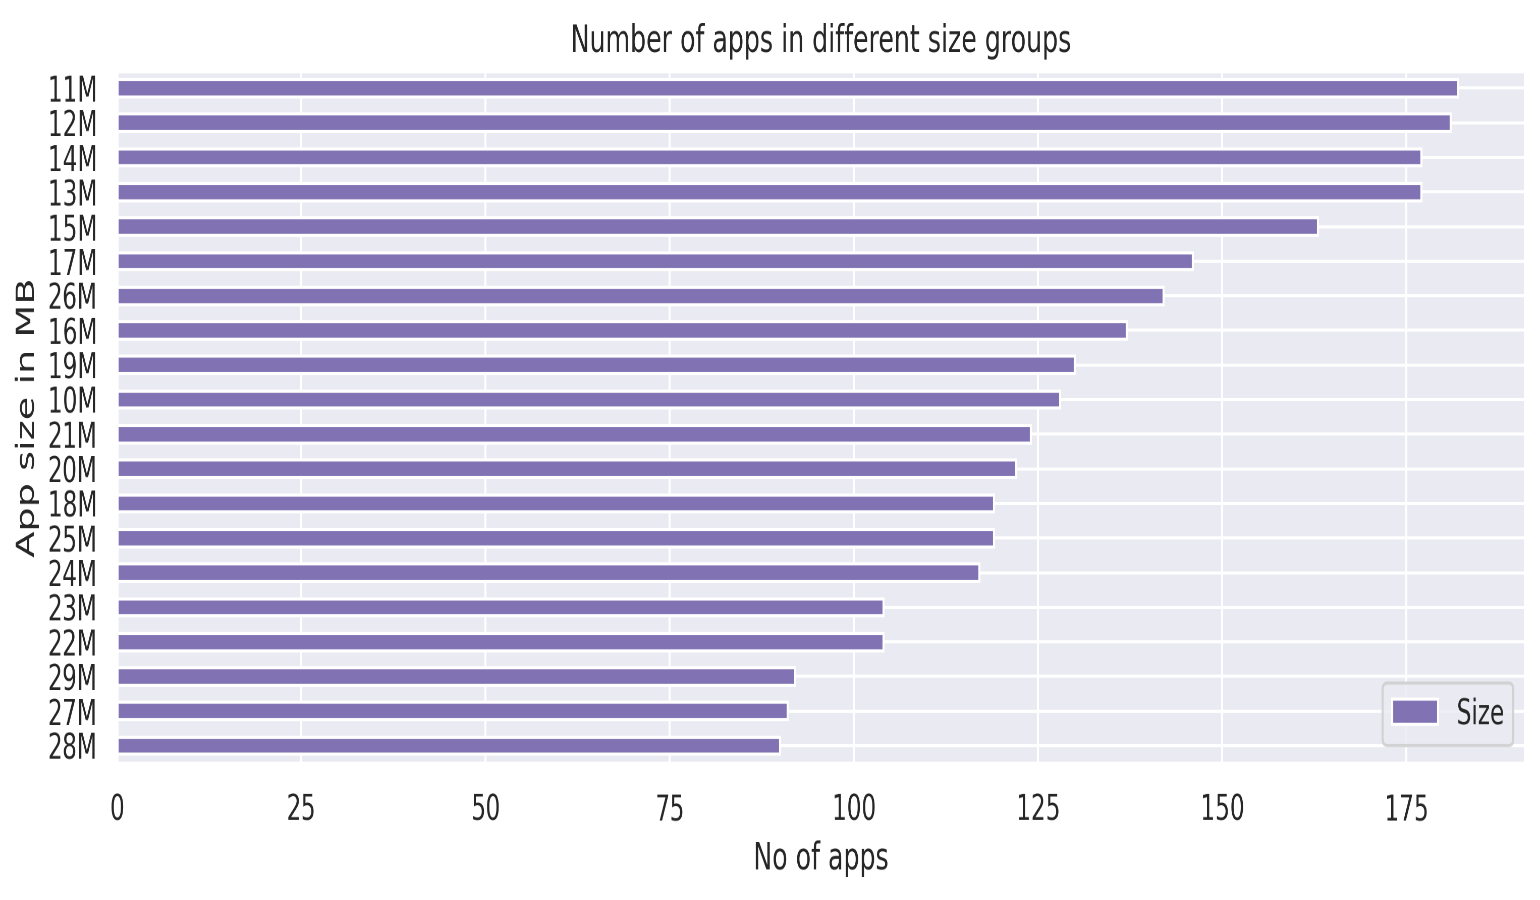 Number of apps in different size groups
11M
12M
14M
13M
15M
17M
26M
16M
19M
10M
21M
20M
18M
25M
24M
23M
22M
29M
27M
28M
App size in MB
Size
0 25 50 75 100 125 150 175
No of apps